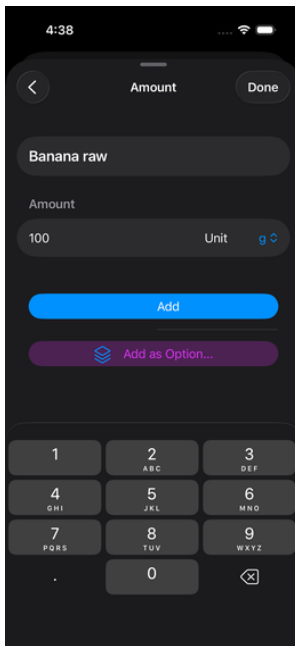 4:38
Amount
Done
Banana raw
Amount
100 Unit g
Add
Add as Option...
1 2 3
ABC DEF
4 5 6
GHI JKL MNO
7 8 9
PQRS TUV WXYZ
. 0